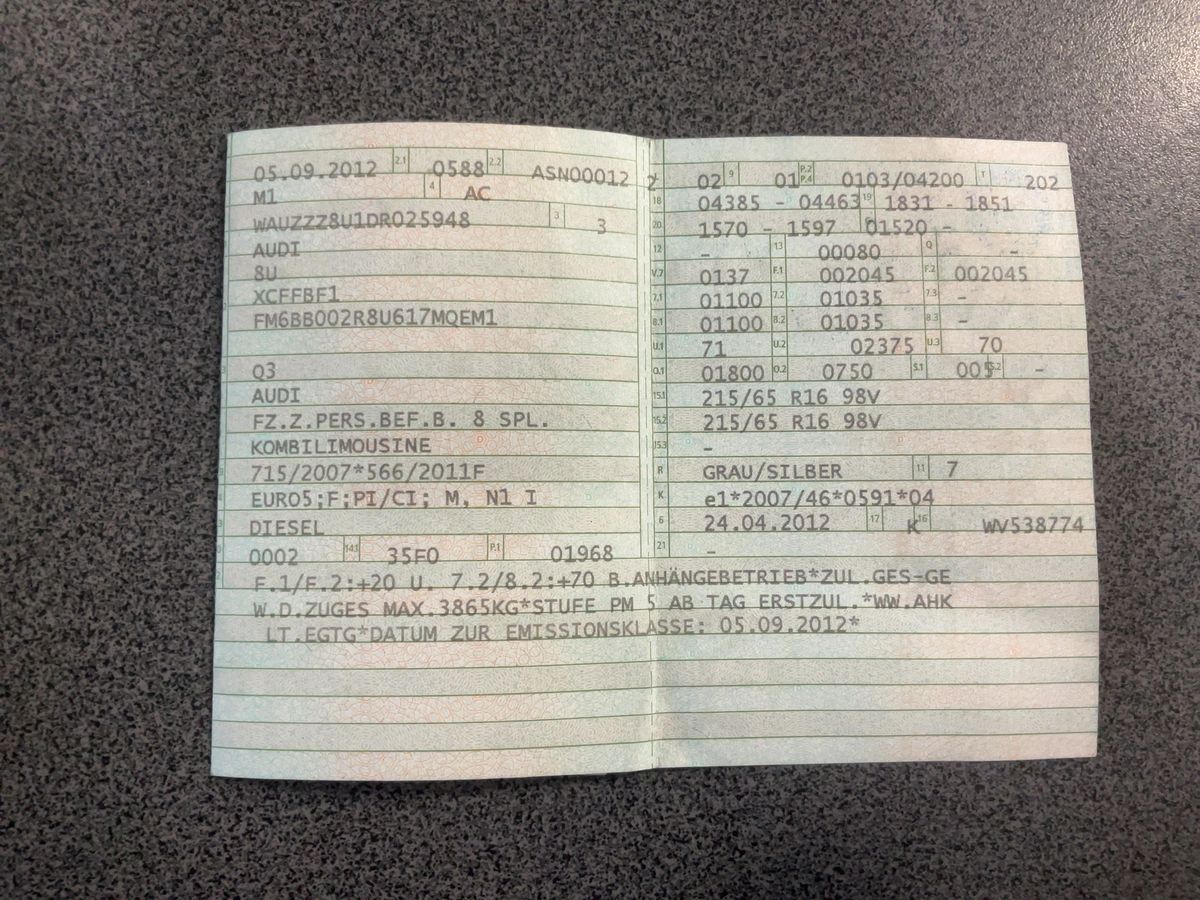 05.09.2012 2.1 0588 2.2 ASN00012 2
M1 4 AC
WAUZZZ8U1DR025948 3 3
AUDI
8U
XCFFBF1
FM6BB002R8U617MQEM1
Q3
AUDI
FZ.Z.PERS.BEF.B. 8 SPL.
KOMBILIMOUSINE
715/2007*566/2011F
EURO5;F;PI/CI; M, N1 I
DIESEL
0002 14.1 35F0 P.1 01968
02 9 01 P.2 P.4 0103/04200 T 202
18 04385 - 04463 19 1831 - 1851
20 1570 - 1597 01520 -
12 - 13 00080 Q -
V.7 0137 F.1 002045 F.2 002045
7.1 01100 7.2 01035 7.3 -
8.1 01100 8.2 01035 8.3 -
U.1 71 U.2 02375 U.3 70
O.1 01800 O.2 0750 S.1 005 S.2 -
15.1 215/65 R16 98V
15.2 215/65 R16 98V
15.3 -
R GRAU/SILBER 11 7
K e1*2007/46*0591*04
6 24.04.2012 17 K 16 WV538774
21 -
F.1/F.2:+20 U. 7.2/8.2:+70 B.ANHÄNGEBETRIEB*ZUL.GES-GE
W.D.ZUGES MAX.3865KG*STUFE PM 5 AB TAG ERSTZUL.*WW.AHK
LT.EGTG*DATUM ZUR EMISSIONSKLASSE: 05.09.2012*